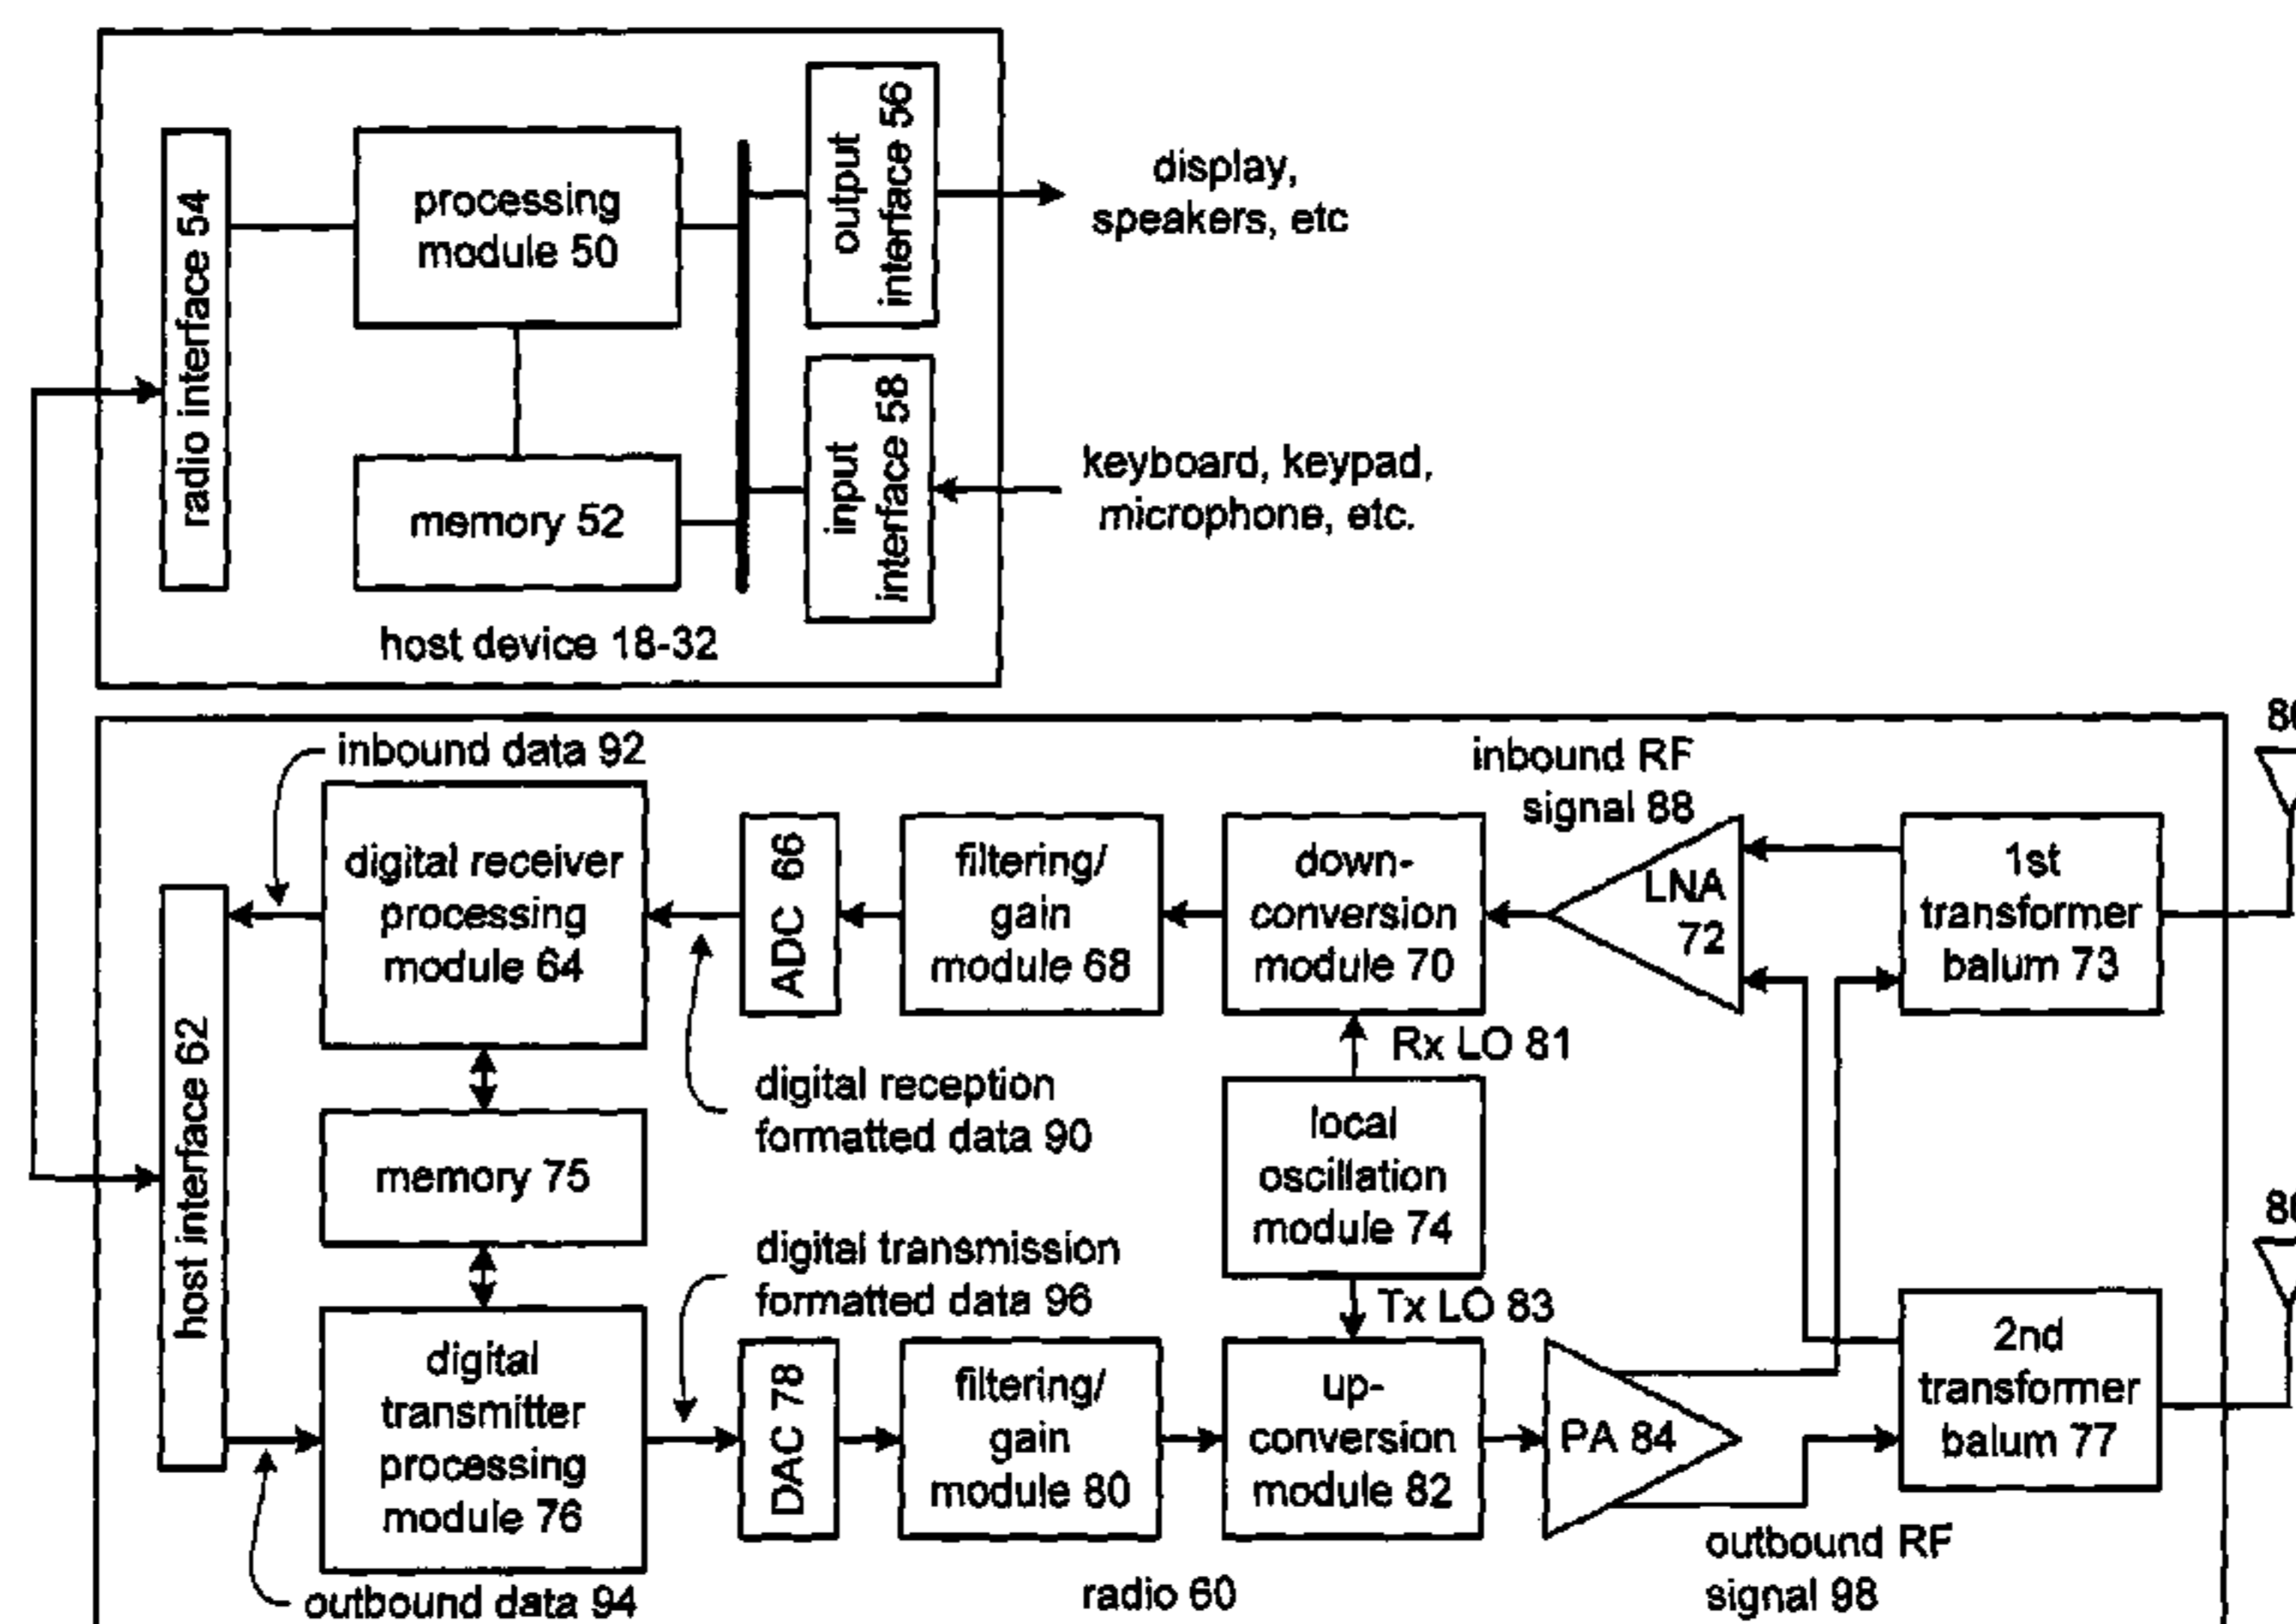 output
interface 56
display,
speakers, etc
radio interface 54
processing
module 50
input
interface 58
keyboard, keypad,
microphone, etc.
memory 52
host device 18-32
inbound data 92
inbound RF
signal 88
digital receiver
processing
module 64
ADC 66
filtering/
gain
module 68
down-
conversion
module 70
LNA
72
1st
transformer
balum 73
host interface 62
Rx LO 81
digital reception
formatted data 90
memory 75
local
oscillation
module 74
digital transmission
formatted data 96
Tx LO 83
digital
transmitter
processing
module 76
DAC 78
filtering/
gain
module 80
up-
conversion
module 82
PA 84
2nd
transformer
balum 77
outbound data 94
radio 60
outbound RF
signal 98